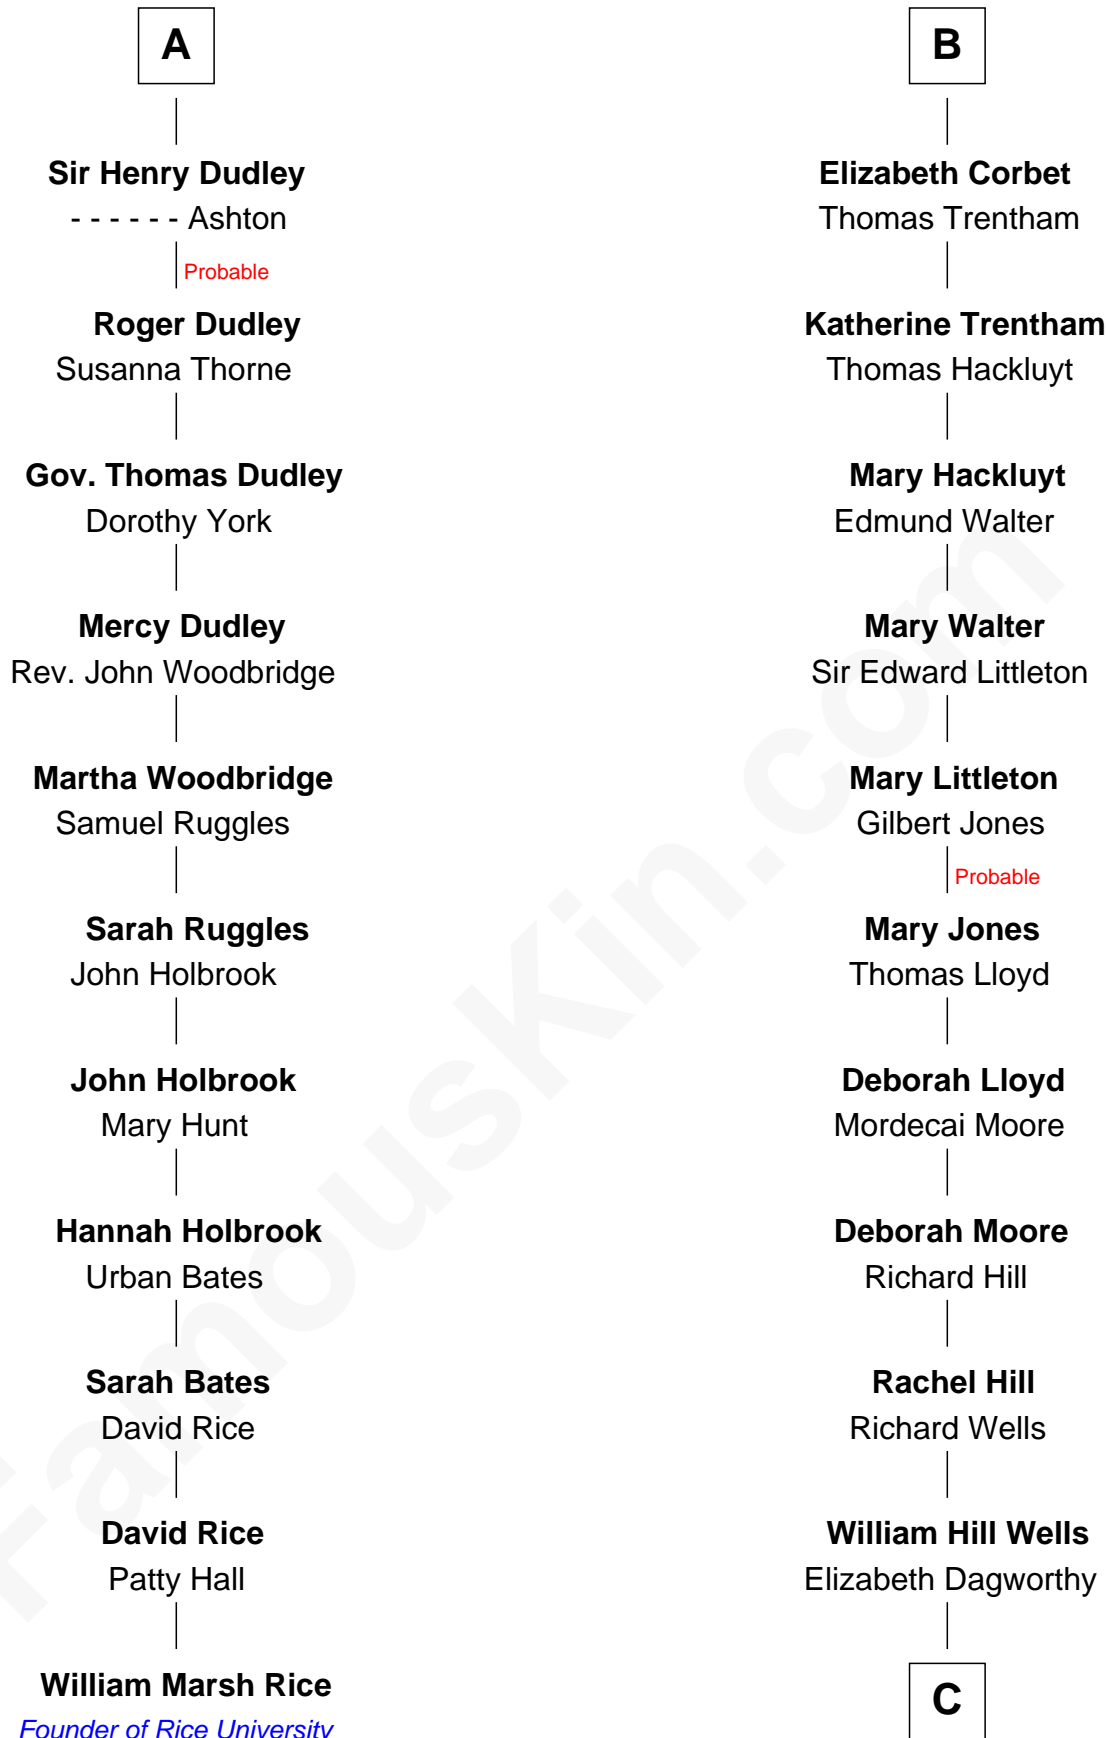 A
Sir Henry Dudley
- - - - - - Ashton
Probable
Roger Dudley
Susanna Thorne
Gov. Thomas Dudley
Dorothy York
Mercy Dudley
Rev. John Woodbridge
Martha Woodbridge
Samuel Ruggles
Sarah Ruggles
John Holbrook
John Holbrook
Mary Hunt
Hannah Holbrook
Urban Bates
Sarah Bates
David Rice
David Rice
Patty Hall
William Marsh Rice
Founder of Rice University
B
Elizabeth Corbet
Thomas Trentham
Katherine Trentham
Thomas Hackluyt
Mary Hackluyt
Edmund Walter
Mary Walter
Sir Edward Littleton
Mary Littleton
Gilbert Jones
Probable
Mary Jones
Thomas Lloyd
Deborah Lloyd
Mordecai Moore
Deborah Moore
Richard Hill
Rachel Hill
Richard Wells
William Hill Wells
Elizabeth Dagworthy
C
FamousKin.com